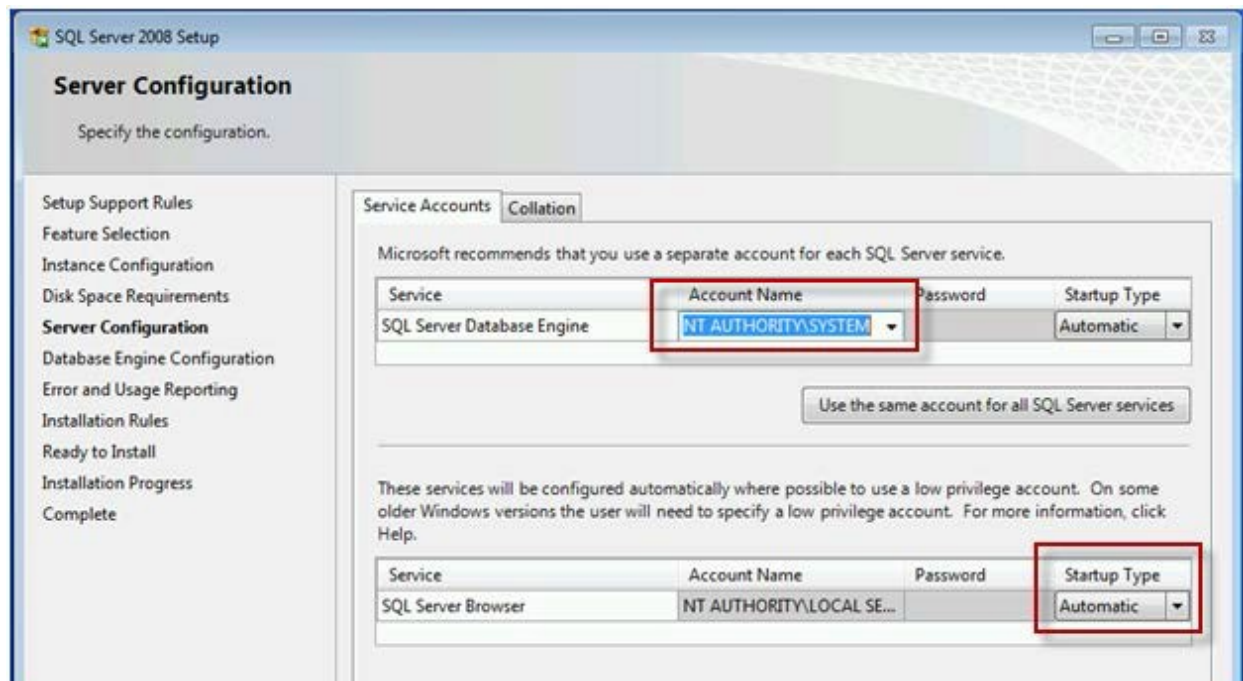 SQL Server 2008 Setup
Server Configuration
Specify the configuration.
Setup Support Rules
Feature Selection
Instance Configuration
Disk Space Requirements
Server Configuration
Database Engine Configuration
Error and Usage Reporting
Installation Rules
Ready to Install
Installation Progress
Complete
Service Accounts Collation
Microsoft recommends that you use a separate account for each SQL Server service.
Service Account Name Password Startup Type
SQL Server Database Engine NT AUTHORITY\SYSTEM Automatic
Use the same account for all SQL Server services
These services will be configured automatically where possible to use a low privilege account. On some
older Windows versions the user will need to specify a low privilege account. For more information, click
Help.
Service Account Name Password Startup Type
SQL Server Browser NT AUTHORITY\LOCAL SE... Automatic